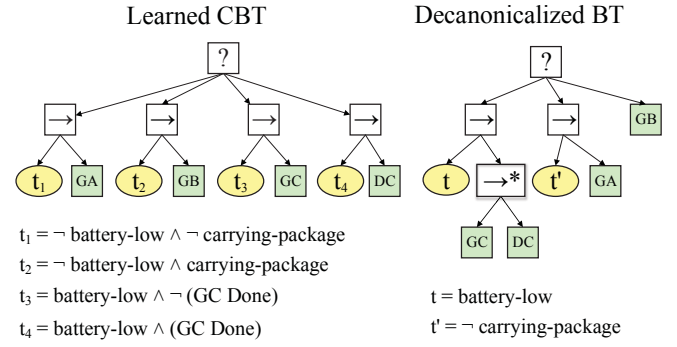 Learned CBT
Decanonicalized BT
?
?
→ → → →
→ → GB
t₁ GA t₂ GB t₃ GC t₄ DC
t →* t' GA
GC DC
t₁ = ¬ battery-low ∧ ¬ carrying-package
t₂ = ¬ battery-low ∧ carrying-package
t₃ = battery-low ∧ ¬ (GC Done)
t₄ = battery-low ∧ (GC Done)
t = battery-low
t' = ¬ carrying-package